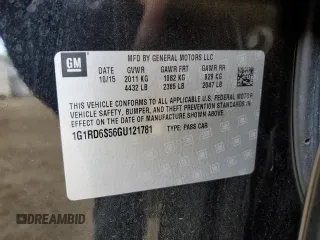 GM
MFD BY GENERAL MOTORS LLC
DATE GVWR GAWR FRT GAWR RR
10/15 2011 KG 1082 KG 929 KG
4432 LB 2385 LB 2047 LB
THIS VEHICLE CONFORMS TO ALL APPLICABLE U.S. FEDERAL MOTOR
VEHICLE SAFETY, BUMPER, AND THEFT PREVENTION STANDARDS IN
EFFECT ON THE DATE OF MANUFACTURE SHOWN ABOVE.
1G1RD6S56GU121781 TYPE: PASS CAR
DREAMBID